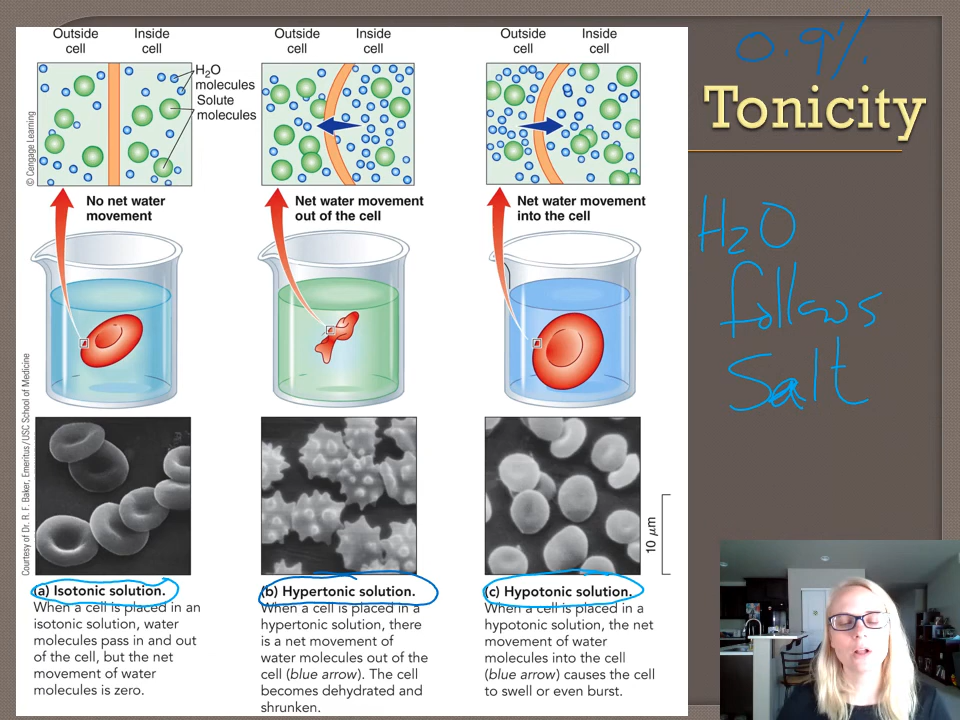 0.9%
Tonicity
Outside cell
Inside cell
Outside cell
Inside cell
Outside cell
Inside cell
H₂O molecules
Solute molecules
© Cengage Learning
No net water movement
Net water movement out of the cell
Net water movement into the cell
H2O
follows
Salt
Courtesy of Dr. R. F. Baker, Emeritus/USC School of Medicine
10 μm
(a) Isotonic solution.
When a cell is placed in an
isotonic solution, water
molecules pass in and out
of the cell, but the net
movement of water
molecules is zero.
(b) Hypertonic solution.
When a cell is placed in a
hypertonic solution, there
is a net movement of
water molecules out of the
cell (blue arrow). The cell
becomes dehydrated and
shrunken.
(c) Hypotonic solution.
When a cell is placed in a
hypotonic solution, the net
movement of water
molecules into the cell
(blue arrow) causes the cell
to swell or even burst.